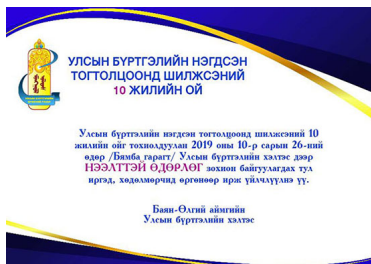 УЛСЫН БҮРТГЭЛИЙН НЭГДСЭН
ТОГТОЛЦООНД ШИЛЖСЭНИЙ
10 ЖИЛИЙН ОЙ
Улсын бүртгэлийн нэгдсэн тогтолцоонд шилжсэний 10
жилийн ойг тохиолдуулан 2019 оны 10-р сарын 26-ний
өдөр /Бямба гарагт/ Улсын бүртгэлийн хэлтэс дээр
НЭЭЛТТЭЙ ӨДӨРЛӨГ зохион байгуулагдах тул
иргэд, хөдөлмөрчид өргөнөөр ирж үйлчлүүлнэ үү.
Баян-Өлгий аймгийн
Улсын бүртгэлийн хэлтэс